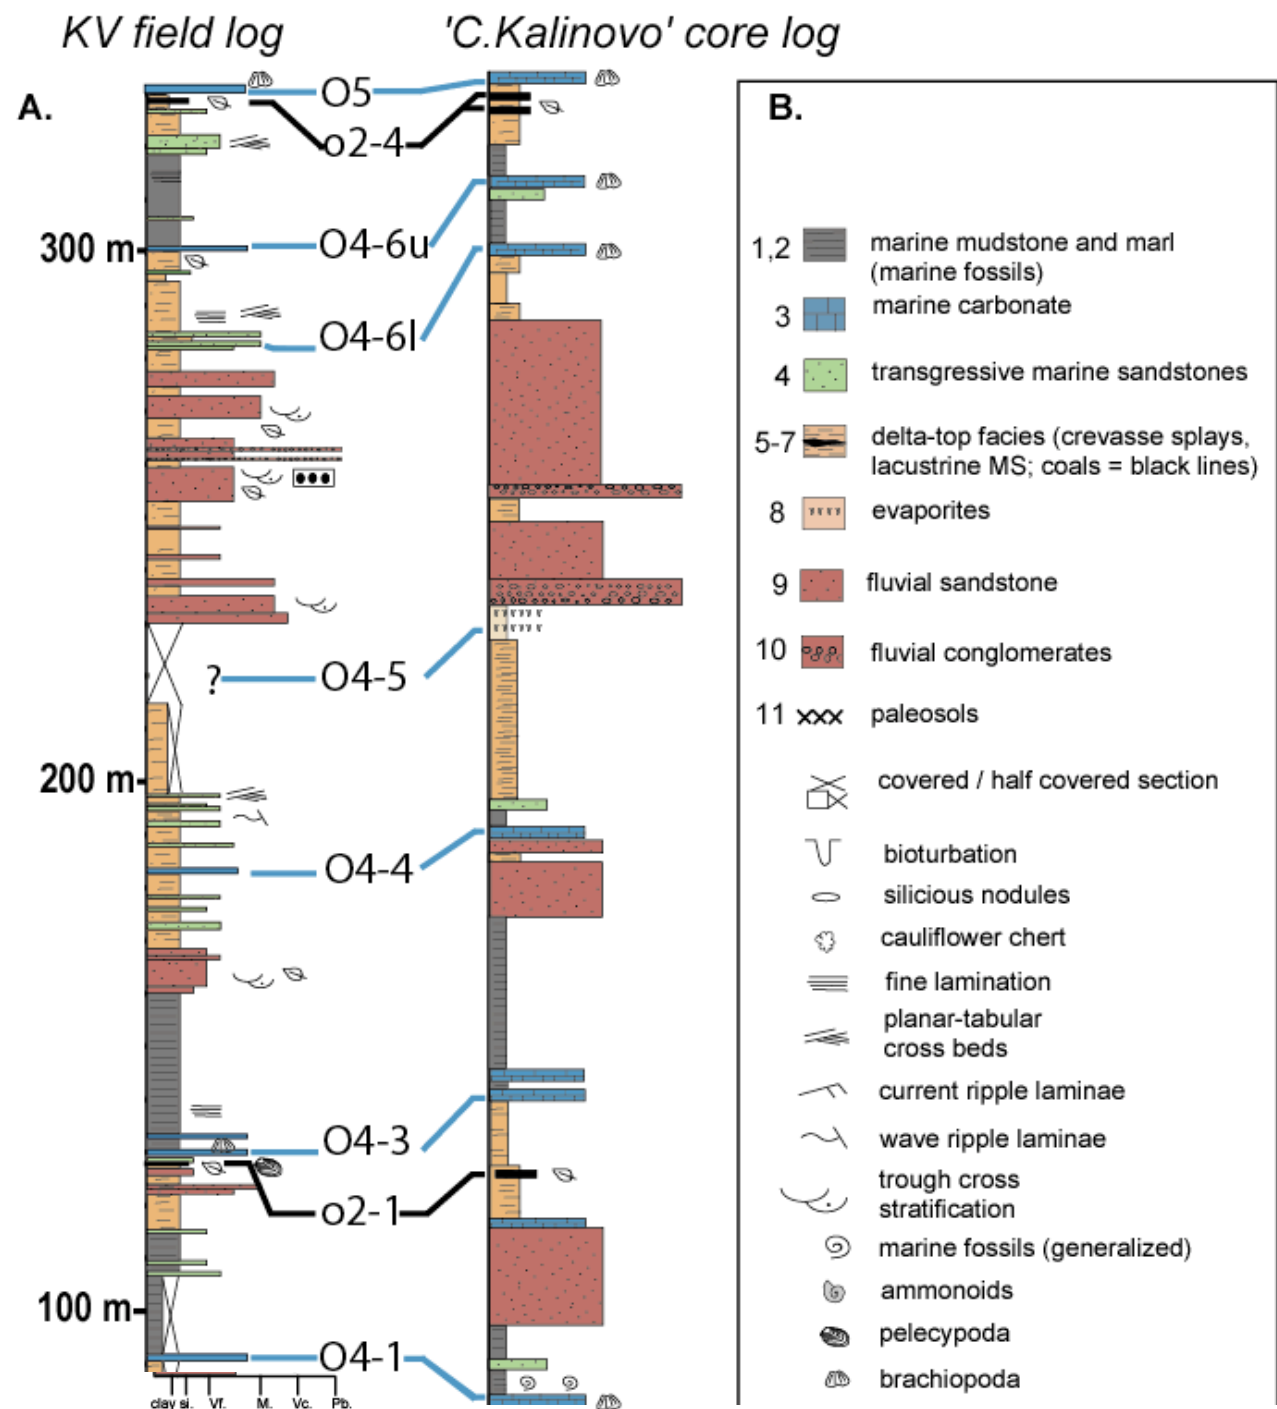 KV field log
'C.Kalinovo' core log
A.
O5
o2-4
O4-6u
300 m
O4-6l
?
O4-5
200 m
O4-4
O4-3
o2-1
100 m
O4-1
clay si. Vf. M. Vc. Pb.
B.
1,2 marine mudstone and marl
(marine fossils)
3 marine carbonate
4 transgressive marine sandstones
5-7 delta-top facies (crevasse splays,
lacustrine MS; coals = black lines)
8 evaporites
9 fluvial sandstone
10 fluvial conglomerates
11 paleosols
covered / half covered section
bioturbation
silicious nodules
cauliflower chert
fine lamination
planar-tabular
cross beds
current ripple laminae
wave ripple laminae
trough cross
stratification
marine fossils (generalized)
ammonoids
pelecypoda
brachiopoda